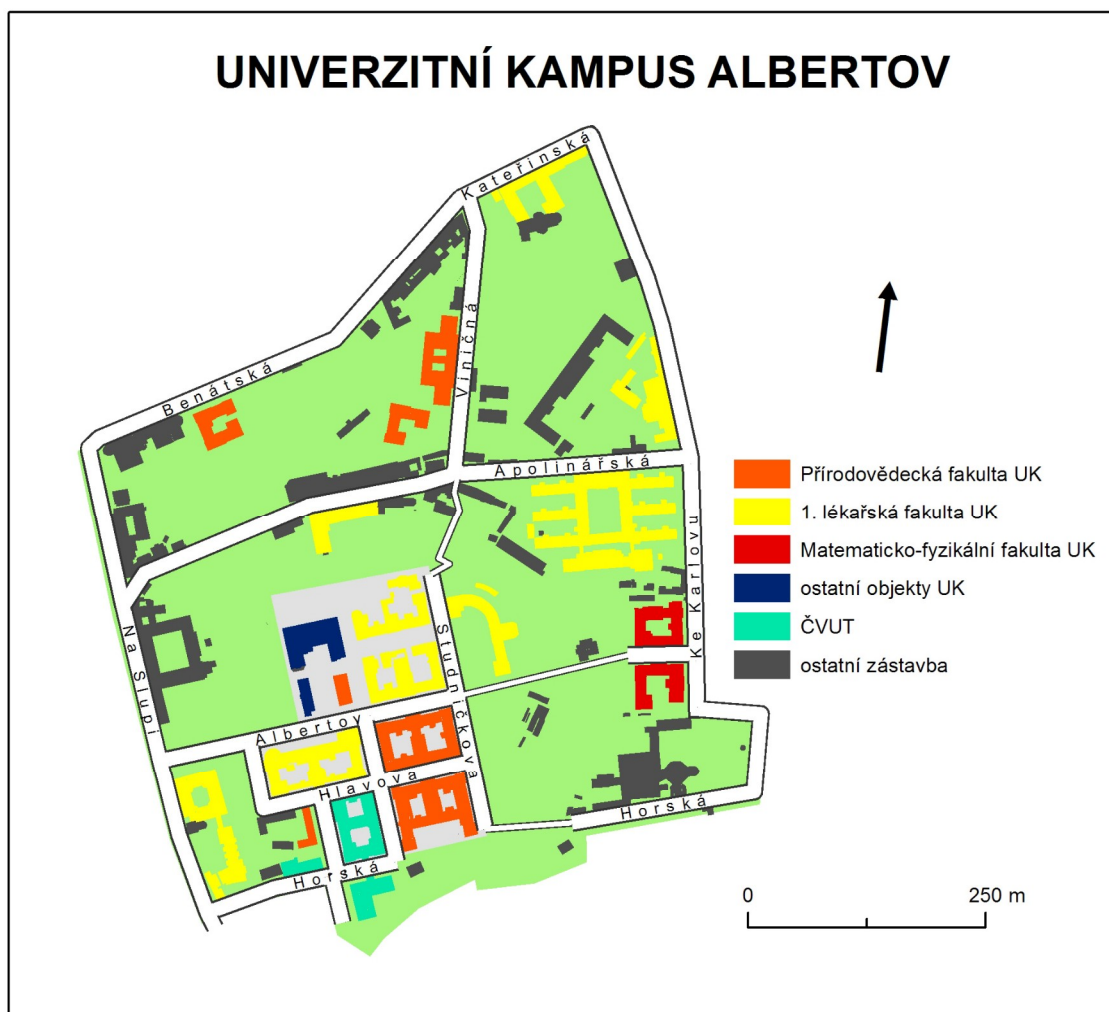 UNIVERZITNÍ KAMPUS ALBERTOV
Kateřinská
Viničná
Benátská
Apolinářská
Přírodovědecká fakulta UK
1. lékařská fakulta UK
Matematicko-fyzikální fakulta UK
ostatní objekty UK
ČVUT
ostatní zástavba
Ke Karlovu
Na Slupi
Studničkova
Albertov
Hlavova
Horská
Horská
0
250 m